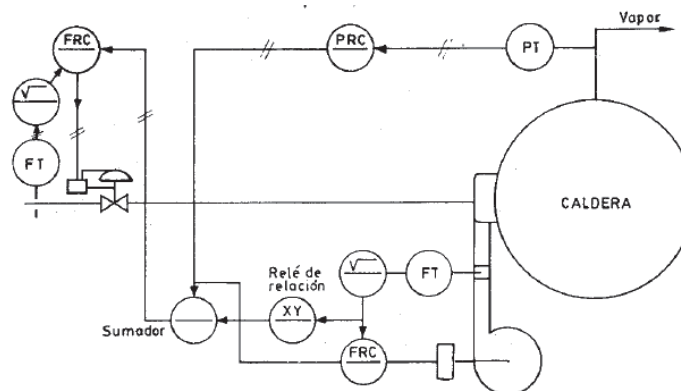 Vapor
FRC
PRC
PT
√
FT
CALDERA
Relé de
relación
√
FT
Sumador
XY
FRC